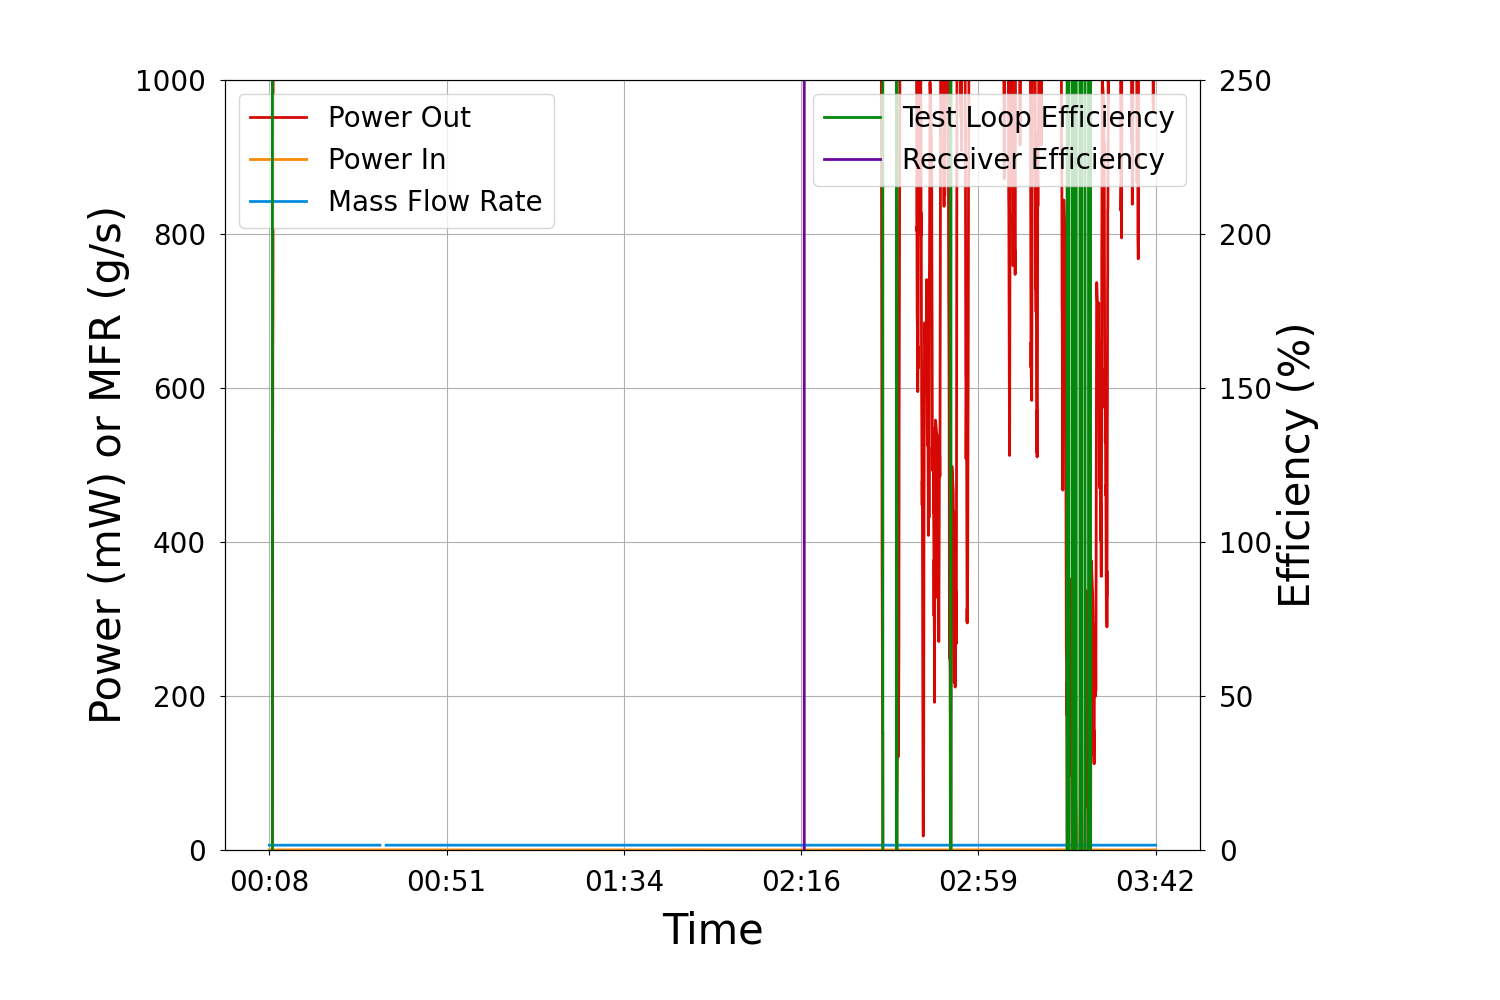 1000
800
600
400
200
0
Power (mW) or MFR (g/s)
Power Out
Power In
Mass Flow Rate
Test Loop Efficiency
Receiver Efficiency
250
200
150
100
50
0
Efficiency (%)
00:08 00:51 01:34 02:16 02:59 03:42
Time